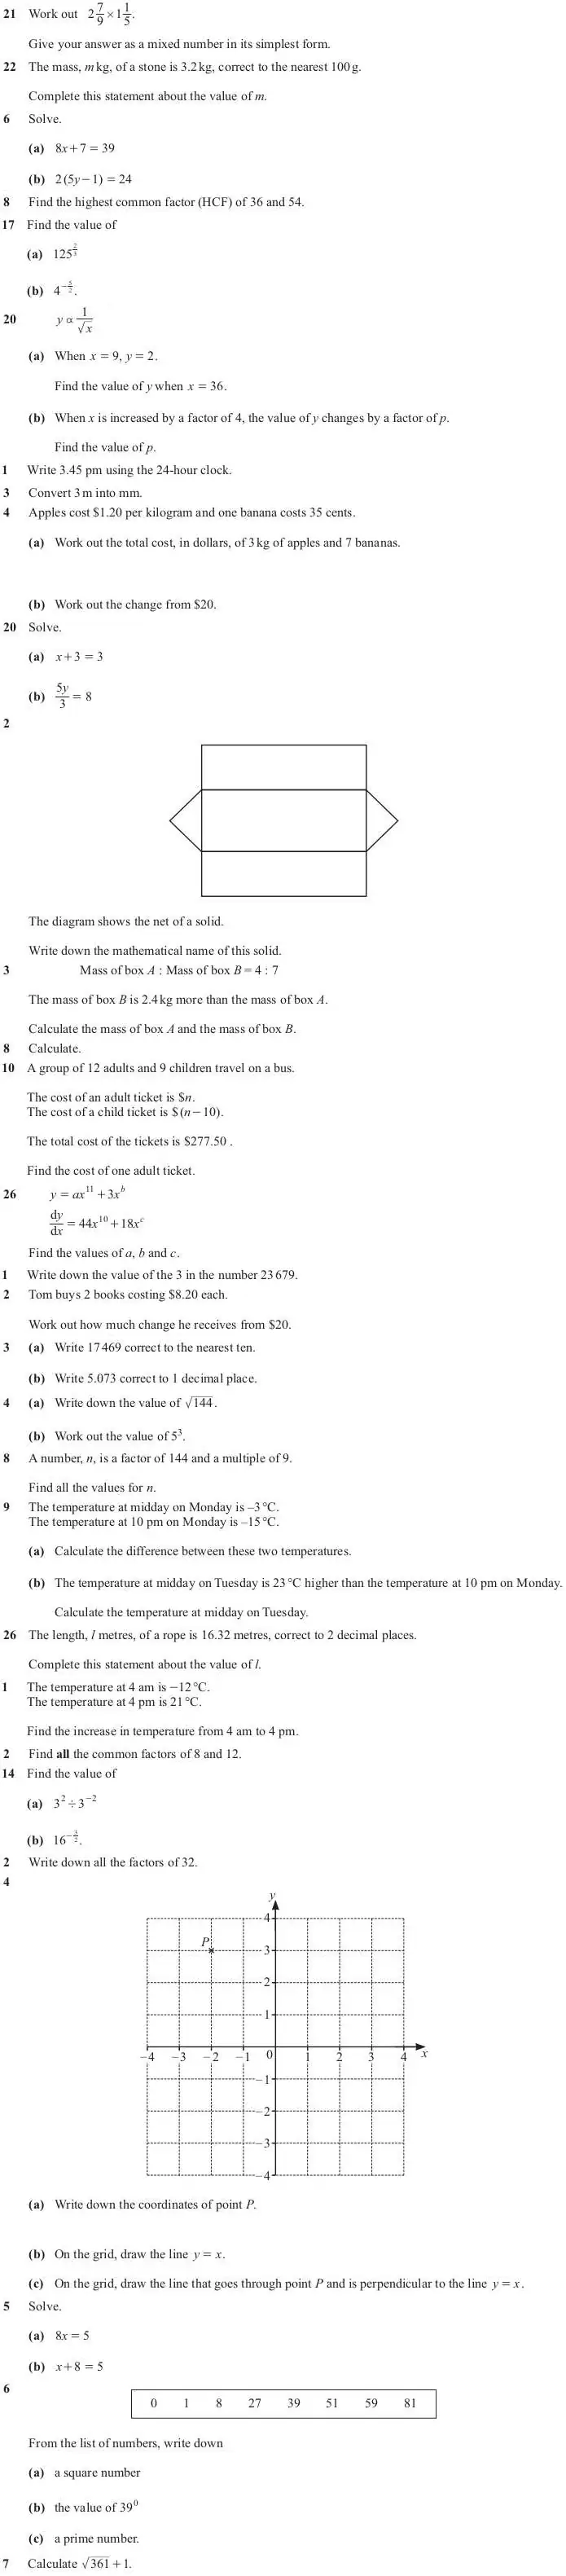 21 Work out 2 7/9 × 1 1/5.
Give your answer as a mixed number in its simplest form.
22 The mass, m kg, of a stone is 3.2 kg, correct to the nearest 100 g.
Complete this statement about the value of m.
6 Solve.
(a) 8x + 7 = 39
(b) 2(5y − 1) = 24
8 Find the highest common factor (HCF) of 36 and 54.
17 Find the value of
(a) 125^(2/3)
(b) 4^(−5/2).
20 y ∝ 1/√x
(a) When x = 9, y = 2.
Find the value of y when x = 36.
(b) When x is increased by a factor of 4, the value of y changes by a factor of p.
Find the value of p.
1 Write 3.45 pm using the 24-hour clock.
3 Convert 3 m into mm.
4 Apples cost $1.20 per kilogram and one banana costs 35 cents.
(a) Work out the total cost, in dollars, of 3 kg of apples and 7 bananas.
(b) Work out the change from $20.
20 Solve.
(a) x + 3 = 3
(b) 5y/3 = 8
2
The diagram shows the net of a solid.
Write down the mathematical name of this solid.
3 Mass of box A : Mass of box B = 4 : 7
The mass of box B is 2.4 kg more than the mass of box A.
Calculate the mass of box A and the mass of box B.
8 Calculate.
10 A group of 12 adults and 9 children travel on a bus.
The cost of an adult ticket is $n.
The cost of a child ticket is $(n − 10).
The total cost of the tickets is $277.50 .
Find the cost of one adult ticket.
26 y = ax^11 + 3x^b
dy/dx = 44x^10 + 18x^c
Find the values of a, b and c.
1 Write down the value of the 3 in the number 23 679.
2 Tom buys 2 books costing $8.20 each.
Work out how much change he receives from $20.
3 (a) Write 17 469 correct to the nearest ten.
(b) Write 5.073 correct to 1 decimal place.
4 (a) Write down the value of √144.
(b) Work out the value of 5³.
8 A number, n, is a factor of 144 and a multiple of 9.
Find all the values for n.
9 The temperature at midday on Monday is –3 °C.
The temperature at 10 pm on Monday is –15 °C.
(a) Calculate the difference between these two temperatures.
(b) The temperature at midday on Tuesday is 23 °C higher than the temperature at 10 pm on Monday.
Calculate the temperature at midday on Tuesday.
26 The length, l metres, of a rope is 16.32 metres, correct to 2 decimal places.
Complete this statement about the value of l.
1 The temperature at 4 am is −12 °C.
The temperature at 4 pm is 21 °C.
Find the increase in temperature from 4 am to 4 pm.
2 Find all the common factors of 8 and 12.
14 Find the value of
(a) 3² ÷ 3⁻²
(b) 16^(−3/2).
2 Write down all the factors of 32.
4
y
4
P
3
2
1
−4 −3 −2 −1 0 1 2 3 4 x
−1
−2
−3
−4
(a) Write down the coordinates of point P.
(b) On the grid, draw the line y = x.
(c) On the grid, draw the line that goes through point P and is perpendicular to the line y = x.
5 Solve.
(a) 8x = 5
(b) x + 8 = 5
6
0 1 8 27 39 51 59 81
From the list of numbers, write down
(a) a square number
(b) the value of 39⁰
(c) a prime number.
7 Calculate √361 + 1.